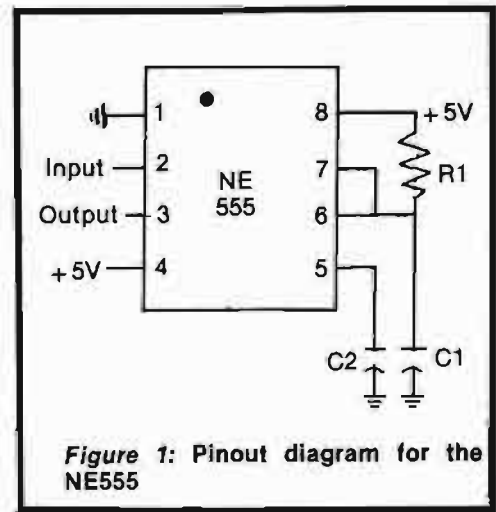 1
8
+ 5V
Input
2
7
R1
NE
555
Output
3
6
+ 5V
4
5
C2
C1
Figure 1: Pinout diagram for the
NE555